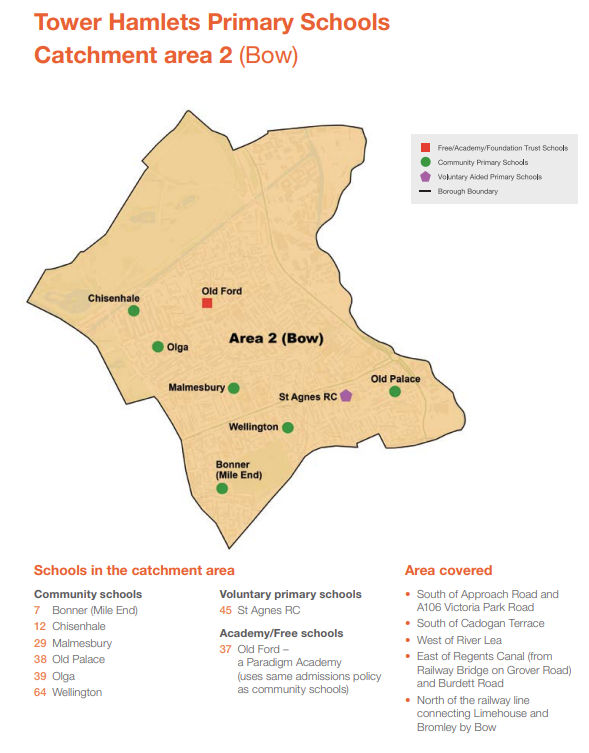 Tower Hamlets Primary Schools
Catchment area 2 (Bow)
Free/Academy/Foundation Trust Schools
Community Primary Schools
Voluntary Aided Primary Schools
Borough Boundary
Chisenhale
Old Ford
Olga
Area 2 (Bow)
Malmesbury
St Agnes RC
Old Palace
Wellington
Bonner
(Mile End)
Schools in the catchment area
Community schools
7 Bonner (Mile End)
12 Chisenhale
29 Malmesbury
38 Old Palace
39 Olga
64 Wellington
Voluntary primary schools
45 St Agnes RC
Academy/Free schools
37 Old Ford –
a Paradigm Academy
(uses same admissions policy
as community schools)
Area covered
• South of Approach Road and
A106 Victoria Park Road
• South of Cadogan Terrace
• West of River Lea
• East of Regents Canal (from
Railway Bridge on Grover Road)
and Burdett Road
• North of the railway line
connecting Limehouse and
Bromley by Bow